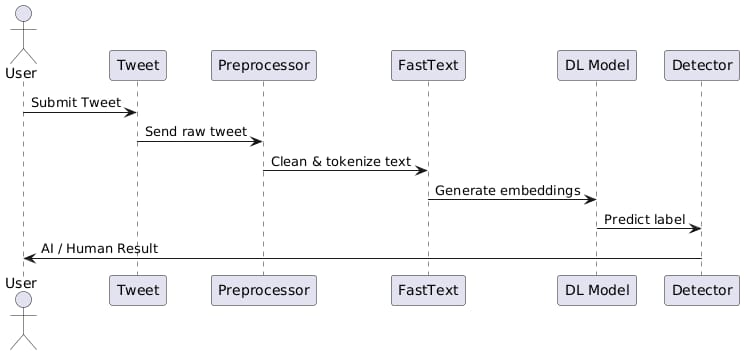 User
Tweet
Preprocessor
FastText
DL Model
Detector
Submit Tweet
Send raw tweet
Clean & tokenize text
Generate embeddings
Predict label
AI / Human Result
User
Tweet
Preprocessor
FastText
DL Model
Detector